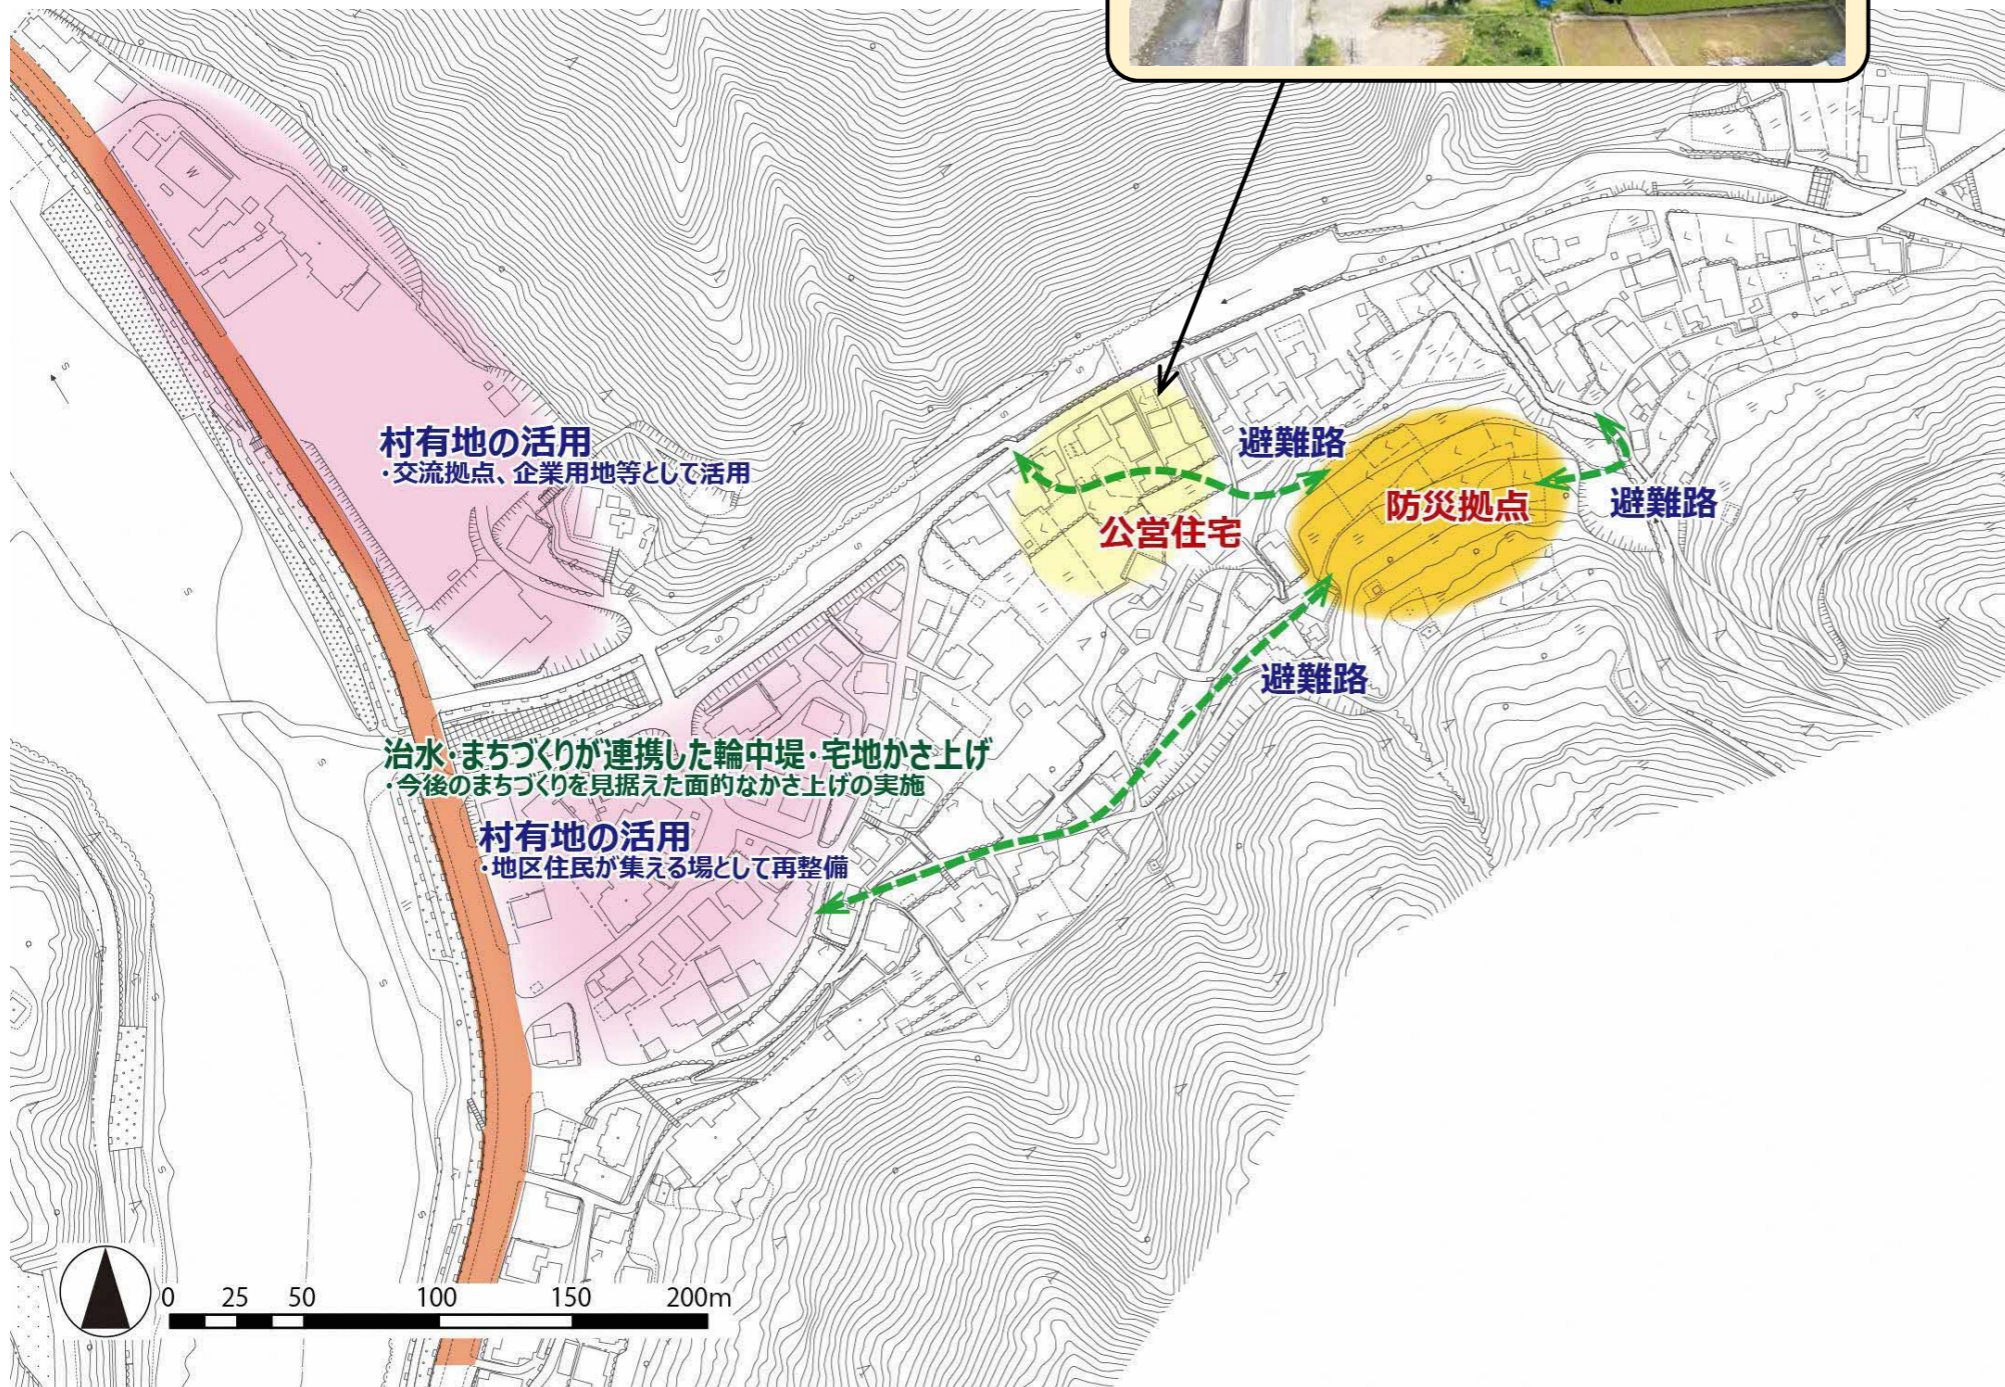 村有地の活用
・交流拠点、企業用地等として活用
避難路
防災拠点
避難路
公営住宅
避難路
治水・まちづくりが連携した輪中堤・宅地かさ上げ
・今後のまちづくりを見据えた面的なかさ上げの実施
村有地の活用
・地区住民が集える場として再整備
0 25 50 100 150 200m